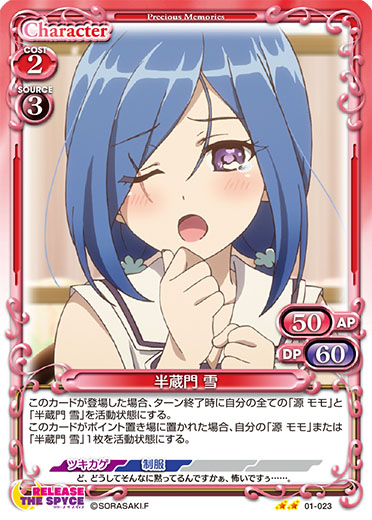 Precious Memories
Character
COST
2
SOURCE
3
50 AP
DP 60
半蔵門 雪
このカードが登場した場合、ターン終了時に自分の全ての「源 モモ」と
「半蔵門 雪」を活動状態にする。
このカードがポイント置き場に置かれた場合、自分の「源 モモ」または
「半蔵門 雪」1枚を活動状態にする。
ツキカゲ 制服
ど、どうしてそんなに黙ってるんですかぁ、怖いですぅ……。
RELEASE
THE SPYCE
©SORASAKI.F
01-023